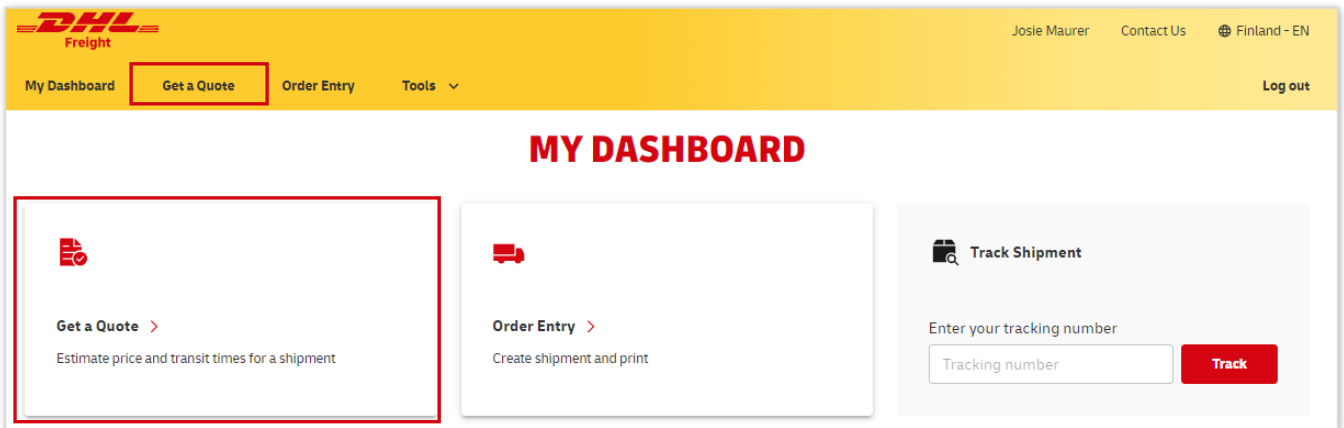 DHL
Freight
Josie Maurer Contact Us Finland - EN
My Dashboard Get a Quote Order Entry Tools Log out
MY DASHBOARD
Get a Quote
Estimate price and transit times for a shipment
Order Entry
Create shipment and print
Track Shipment
Enter your tracking number
Tracking number Track